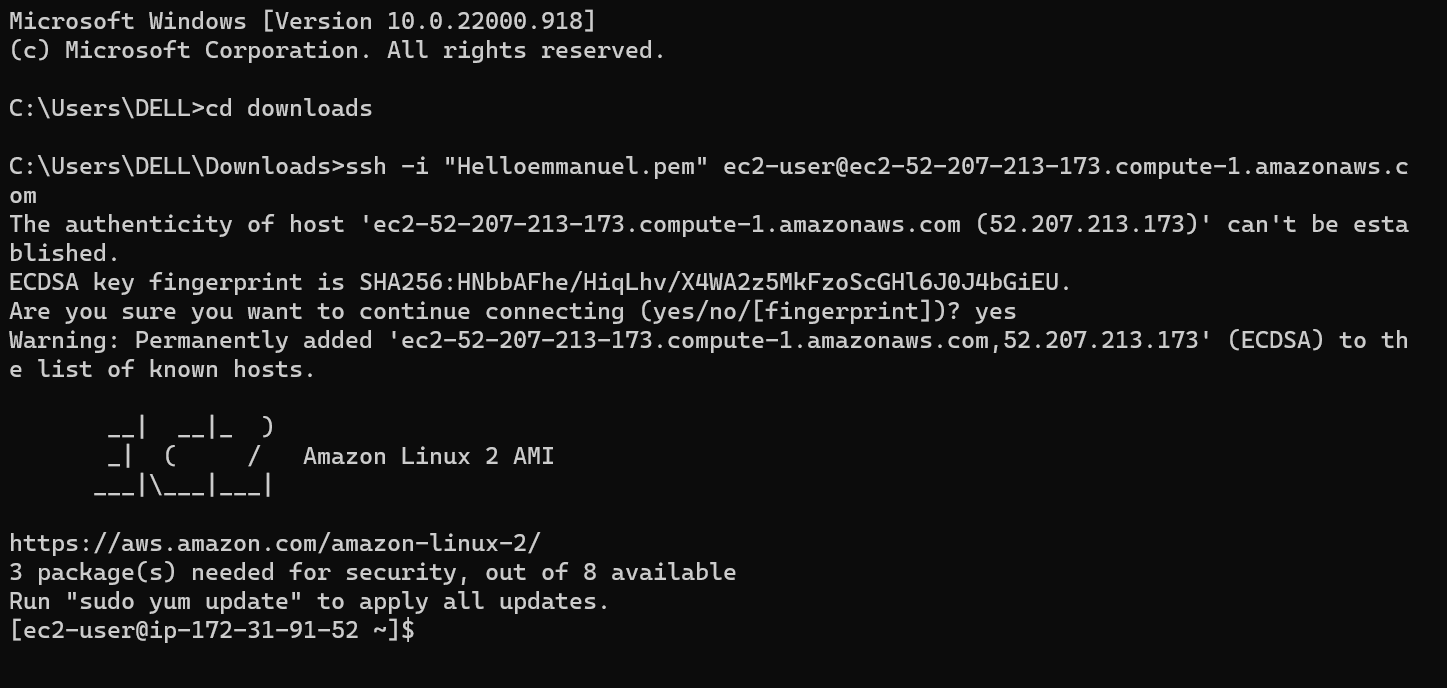 Microsoft Windows [Version 10.0.22000.918]
(c) Microsoft Corporation. All rights reserved.
C:\Users\DELL>cd downloads
C:\Users\DELL\Downloads>ssh -i "Helloemmanuel.pem" ec2-user@ec2-52-207-213-173.compute-1.amazonaws.c
om
The authenticity of host 'ec2-52-207-213-173.compute-1.amazonaws.com (52.207.213.173)' can't be esta
blished.
ECDSA key fingerprint is SHA256:HNbbAFhe/HiqLhv/X4WA2z5MkFzoScGHl6J0J4bGiEU.
Are you sure you want to continue connecting (yes/no/[fingerprint])? yes
Warning: Permanently added 'ec2-52-207-213-173.compute-1.amazonaws.com,52.207.213.173' (ECDSA) to th
e list of known hosts.
       __|  __|_  )
       _|  (     /   Amazon Linux 2 AMI
      ___|\___|___|
https://aws.amazon.com/amazon-linux-2/
3 package(s) needed for security, out of 8 available
Run "sudo yum update" to apply all updates.
[ec2-user@ip-172-31-91-52 ~]$